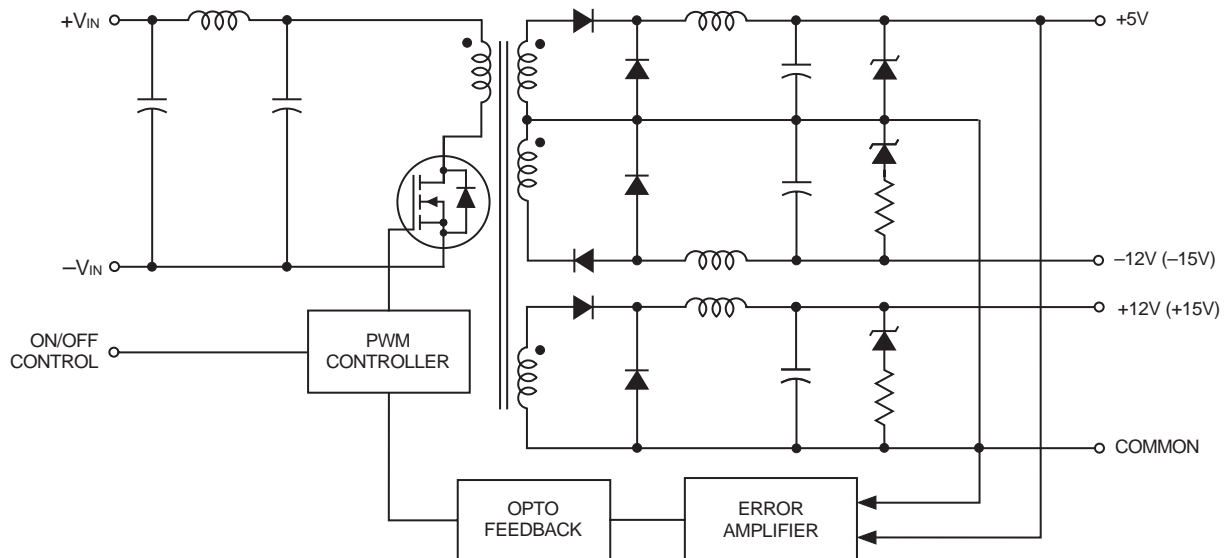 +VIN
+5V
–VIN
–12V (–15V)
+12V (+15V)
ON/OFF
CONTROL
PWM
CONTROLLER
COMMON
OPTO
FEEDBACK
ERROR
AMPLIFIER